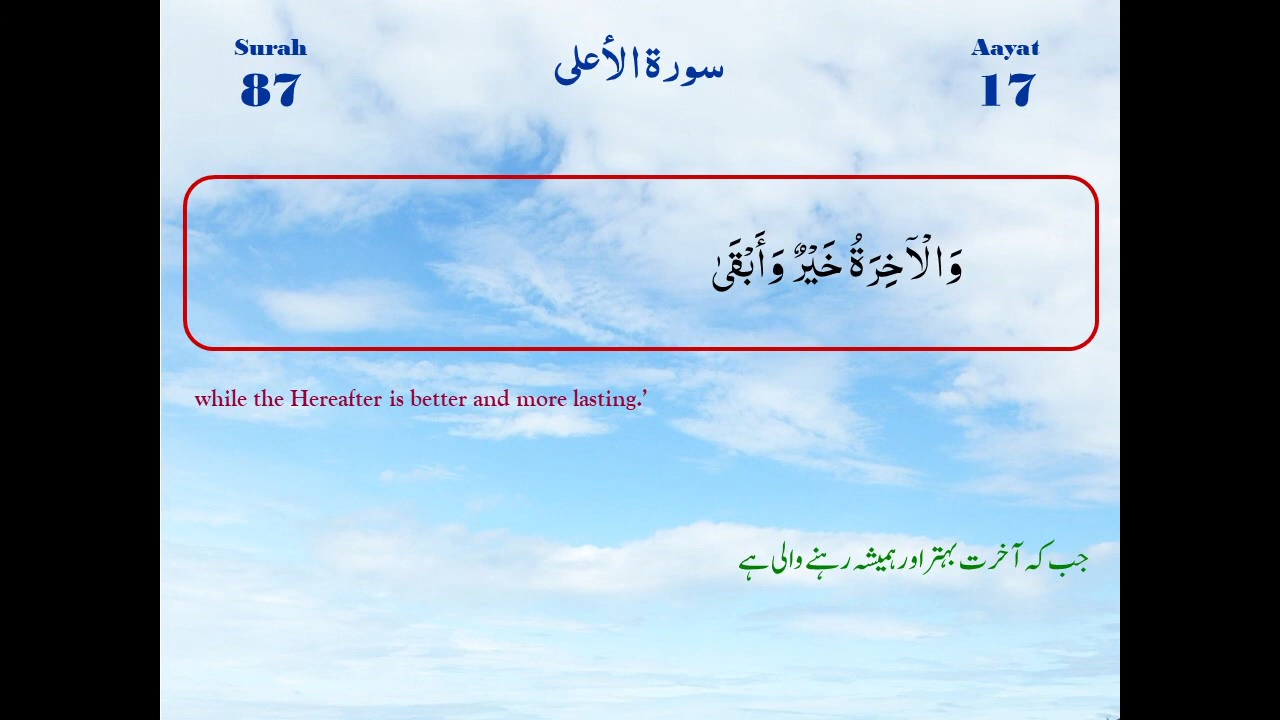 Surah
87
سورة الأعلى
Aayat
17
وَالْآخِرَةُ خَيْرٌ وَأَبْقَىٰ
while the Hereafter is better and more lasting.’
جب کہ آخرت بہتر اور ہمیشہ رہنے والی ہے